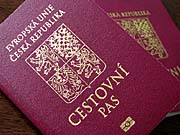 EVROPSKÁ UNIE
ČESKÁ REPUBLIKA
CESTOVNÍ
PAS